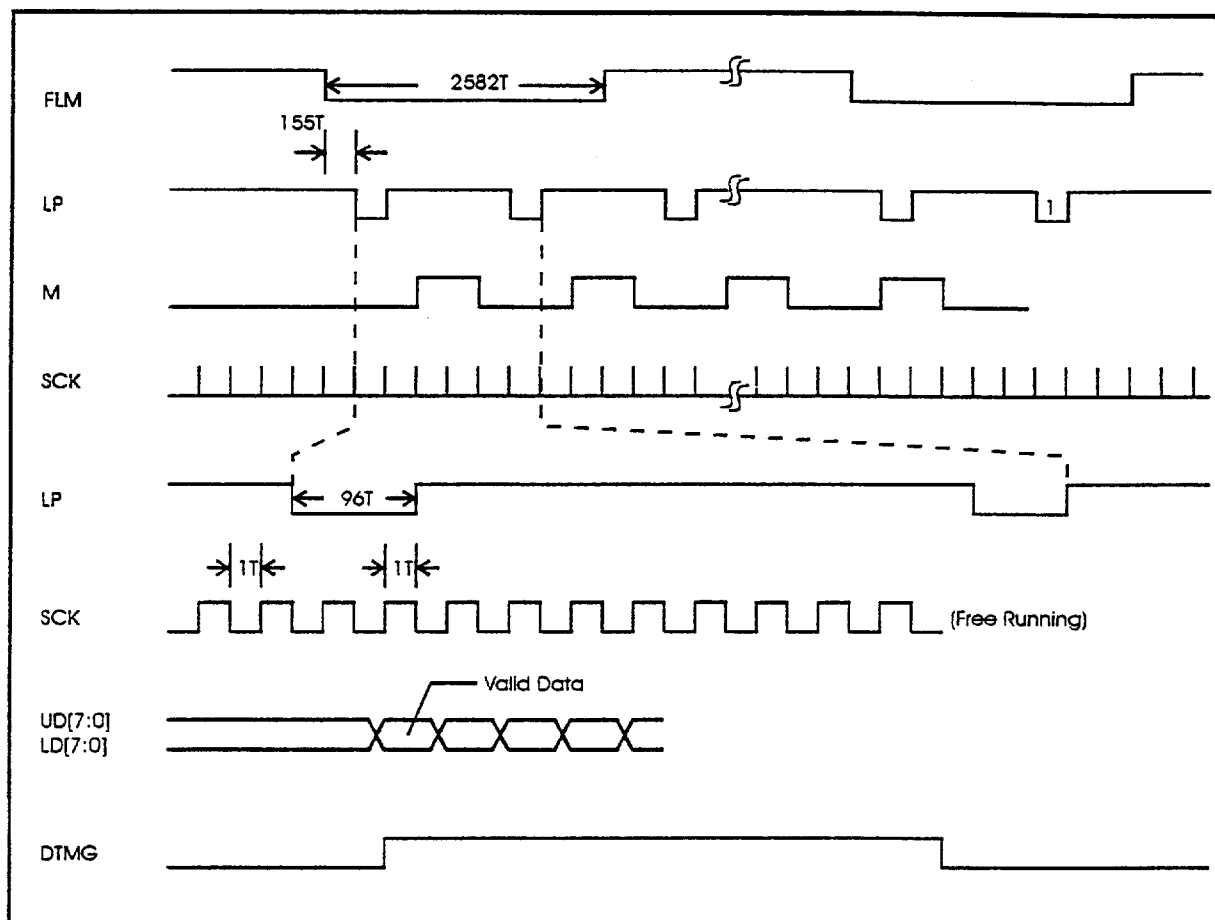 2582T
FLM
155T
LP
1
M
SCK
LP
96T
1T
1T
SCK
(Free Running)
Valid Data
UD[7:0]
LD[7:0]
DTMG